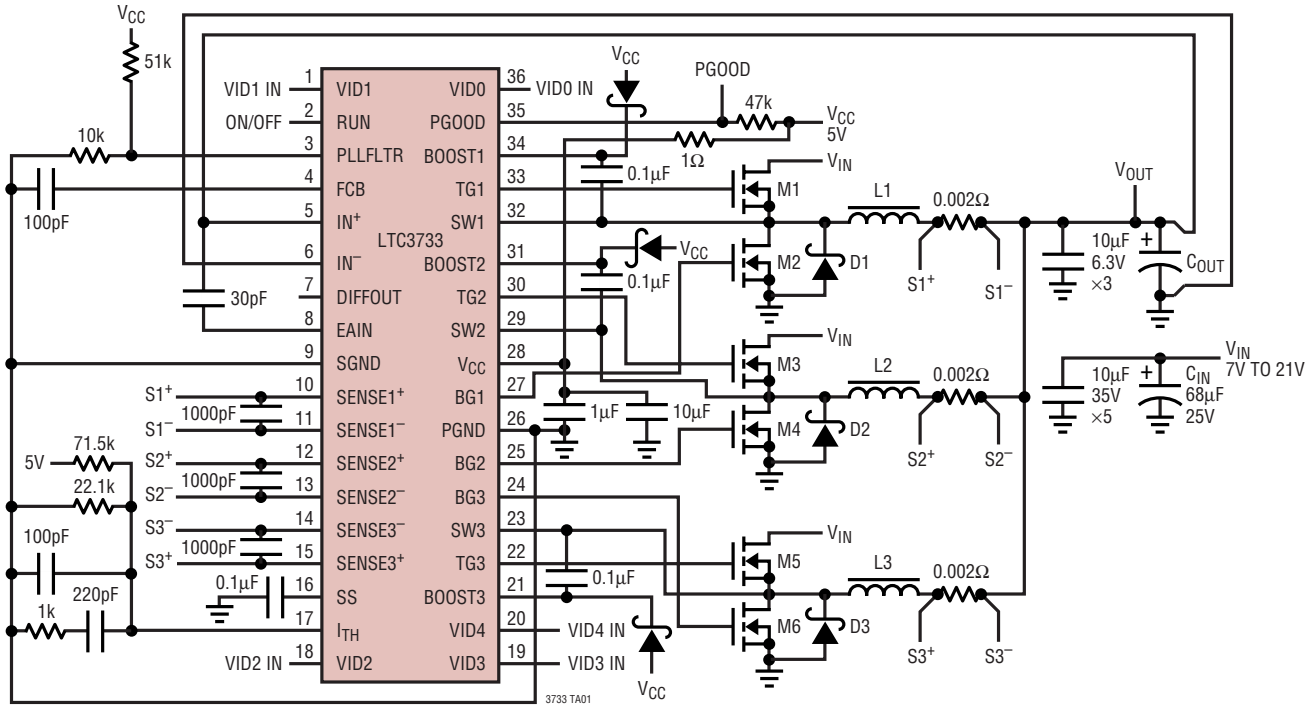 VCC
51k
10k
100pF
30pF
VID1 IN
ON/OFF
1
2
3
4
5
6
7
8
9
10
11
12
13
14
15
16
17
18
VID1
RUN
PLLFLTR
FCB
IN+
IN−
DIFFOUT
EAIN
SGND
SENSE1+
SENSE1−
SENSE2+
SENSE2−
SENSE3−
SENSE3+
SS
ITH
VID2
LTC3733
VID0
PGOOD
BOOST1
TG1
SW1
BOOST2
TG2
SW2
VCC
BG1
PGND
BG2
BG3
SW3
TG3
BOOST3
VID4
VID3
36
35
34
33
32
31
30
29
28
27
26
25
24
23
22
21
20
19
S1+
1000pF
S1−
S2+
1000pF
S2−
S3−
1000pF
S3+
71.5k
5V
22.1k
100pF
1k
220pF
0.1µF
VID2 IN
VID0 IN
VCC
PGOOD
47k
VCC
5V
1Ω
0.1µF
VCC
0.1µF
1µF
10µF
0.1µF
VID4 IN
VID3 IN
VCC
VIN
M1
M2
D1
L1
0.002Ω
S1+
S1−
VIN
M3
M4
D2
L2
0.002Ω
S2+
S2−
VIN
M5
M6
D3
L3
0.002Ω
S3+
S3−
VOUT
10µF
6.3V
×3
+
COUT
VIN
7V TO 21V
10µF
35V
×5
+
CIN
68µF
25V
3733 TA01